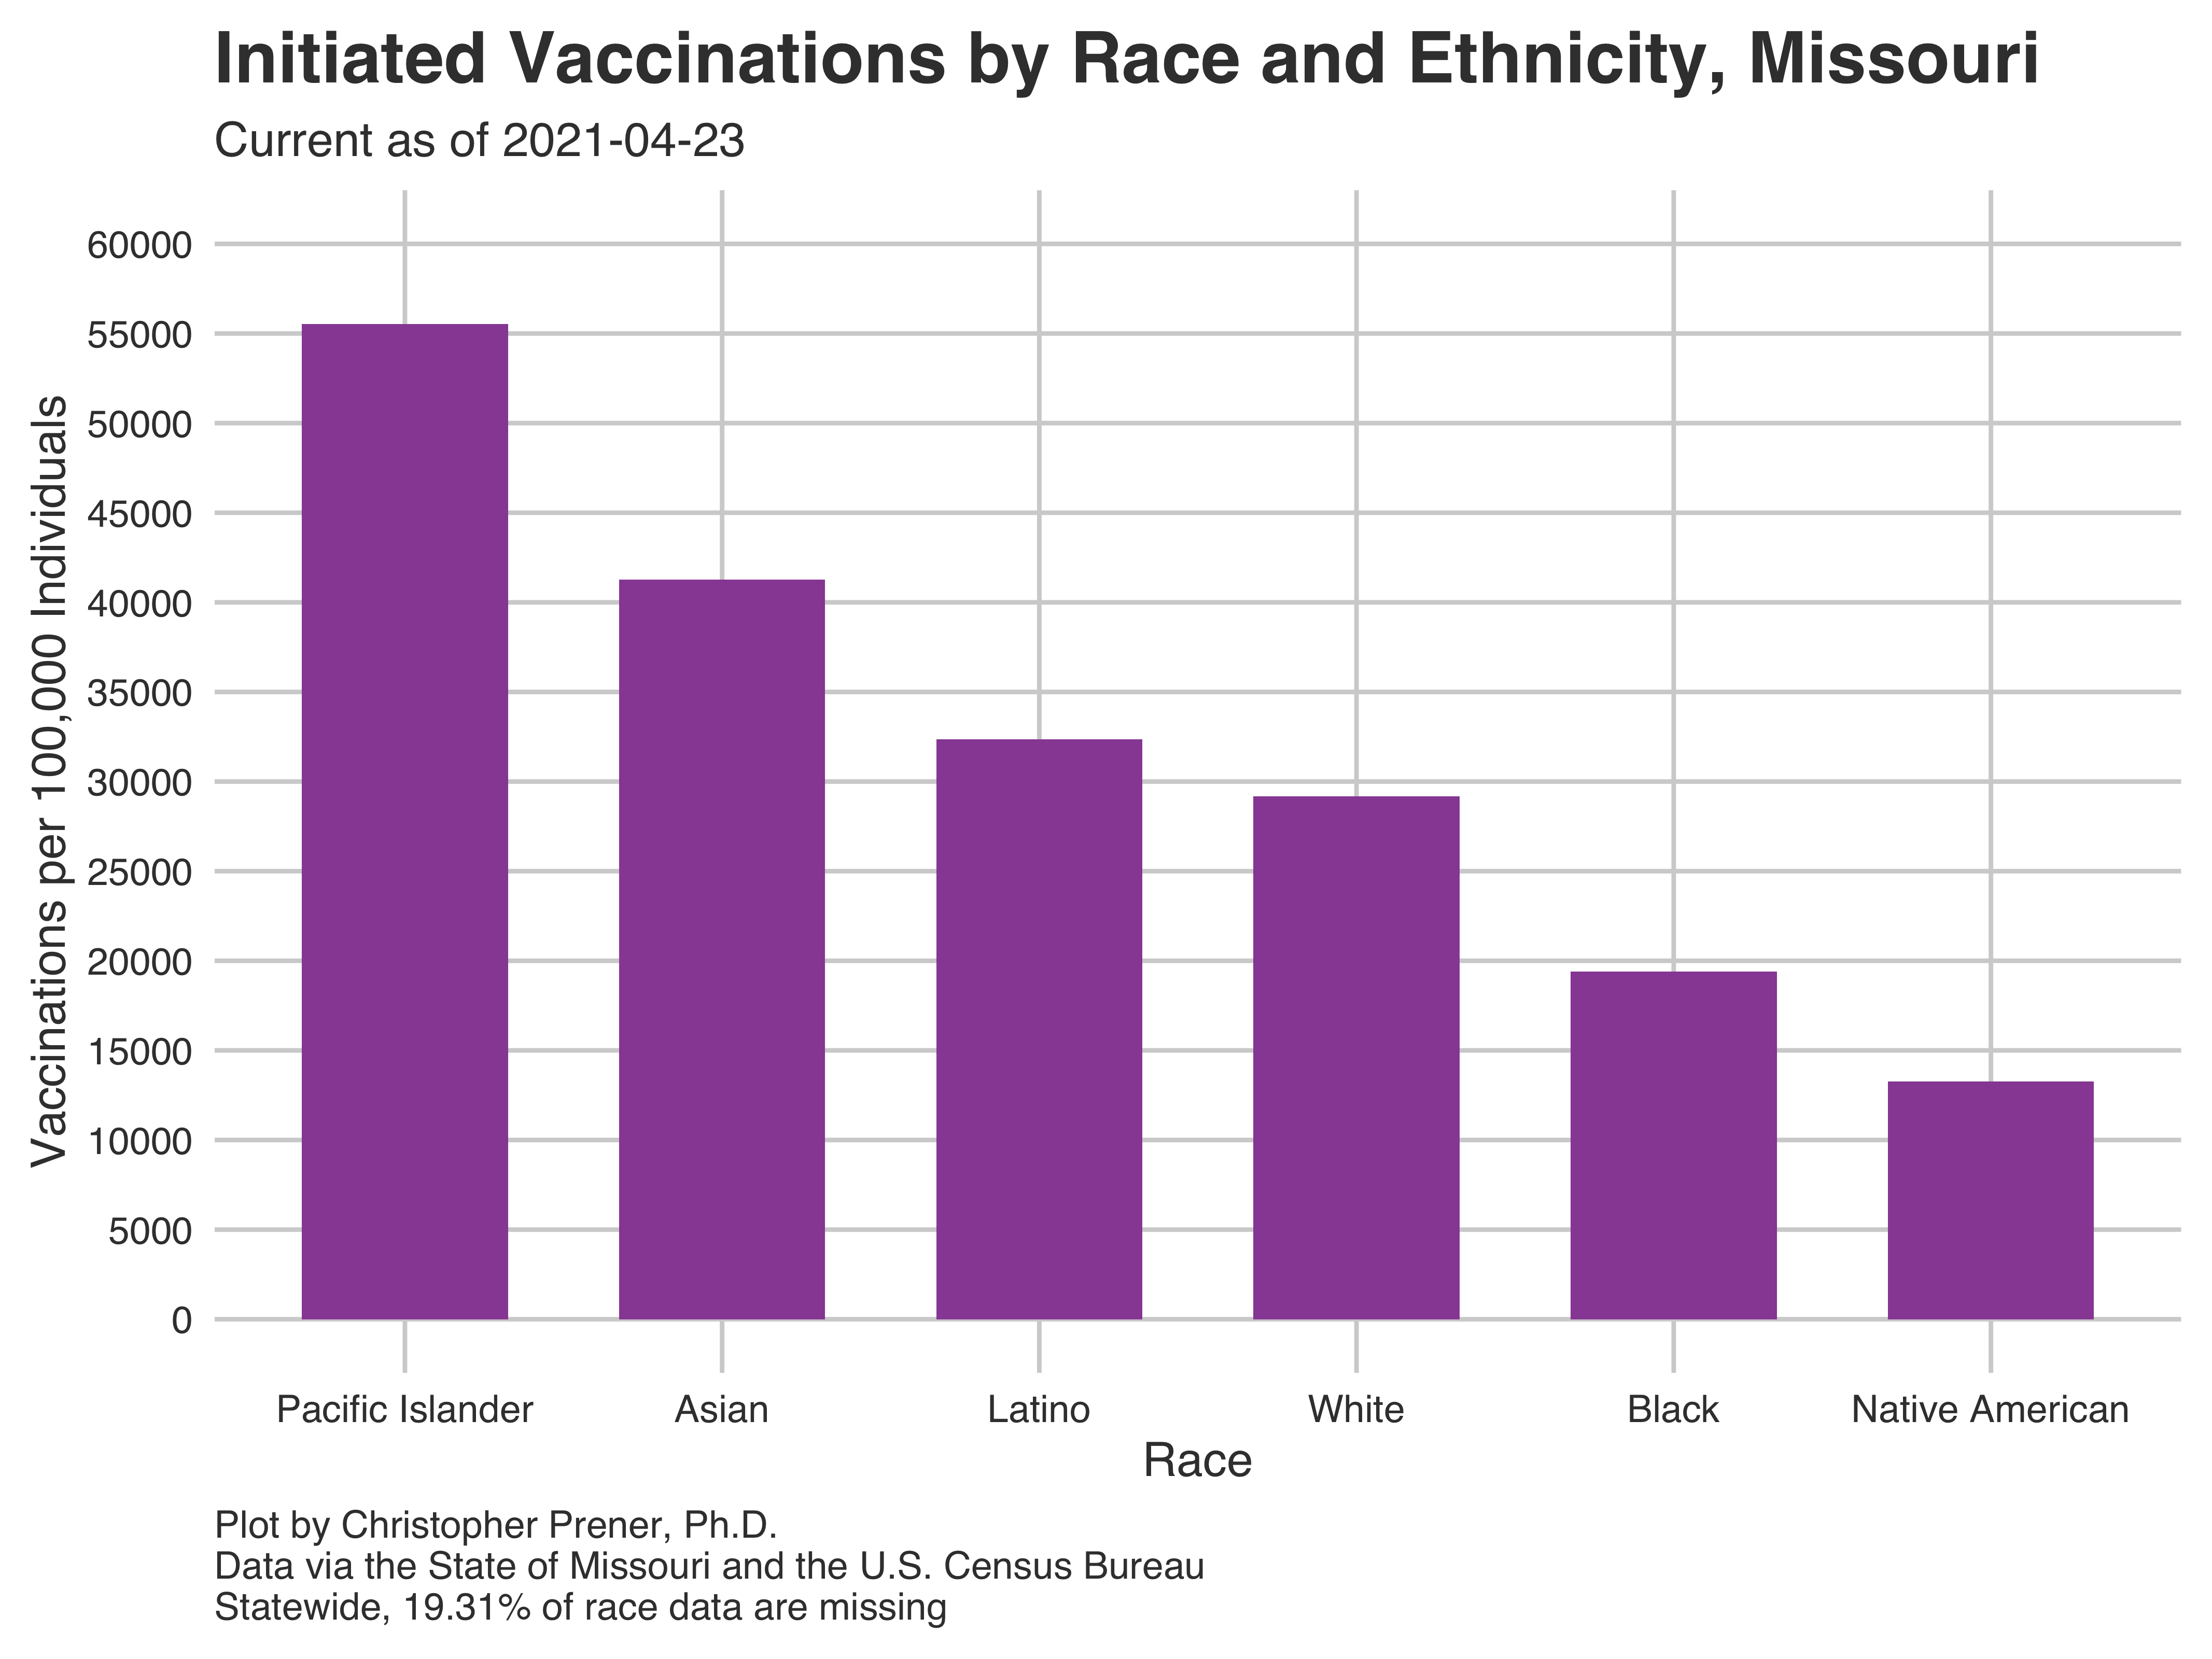 Initiated Vaccinations by Race and Ethnicity, Missouri
Current as of 2021-04-23
Vaccinations per 100,000 Individuals
60000
55000
50000
45000
40000
35000
30000
25000
20000
15000
10000
5000
0
Pacific Islander Asian Latino White Black Native American
Race
Plot by Christopher Prener, Ph.D.
Data via the State of Missouri and the U.S. Census Bureau
Statewide, 19.31% of race data are missing